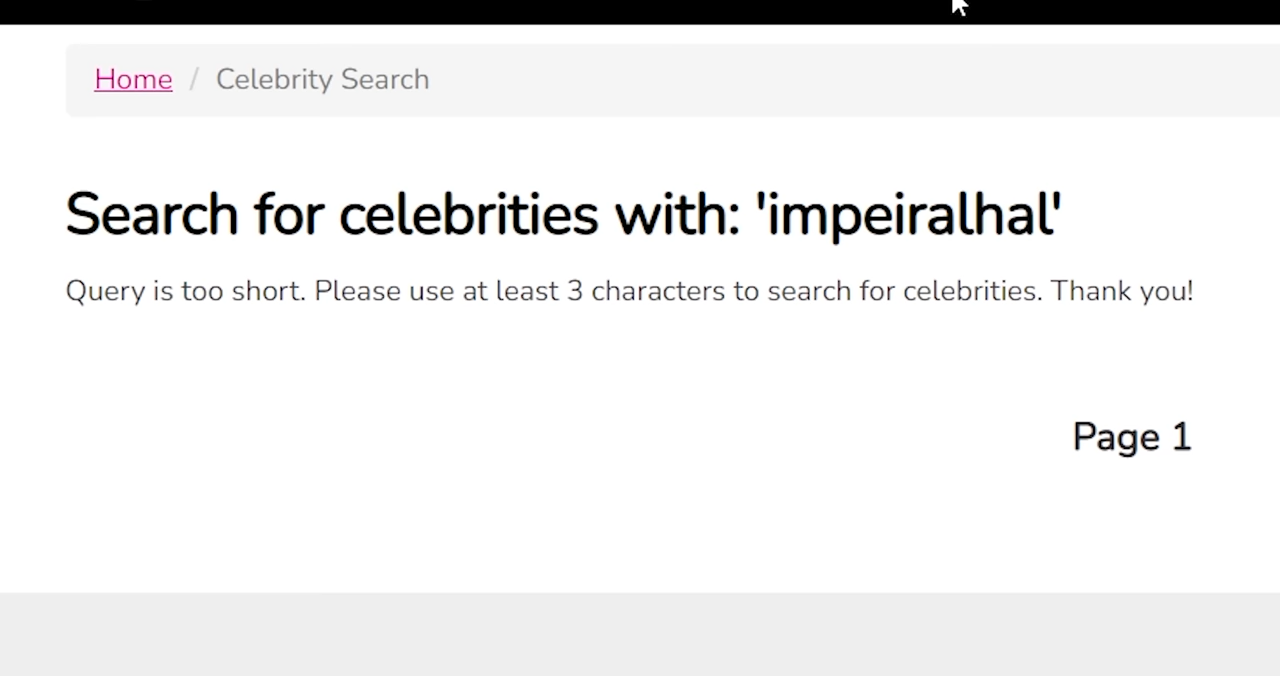 Home / Celebrity Search
Search for celebrities with: 'impeiralhal'
Query is too short. Please use at least 3 characters to search for celebrities. Thank you!
Page 1